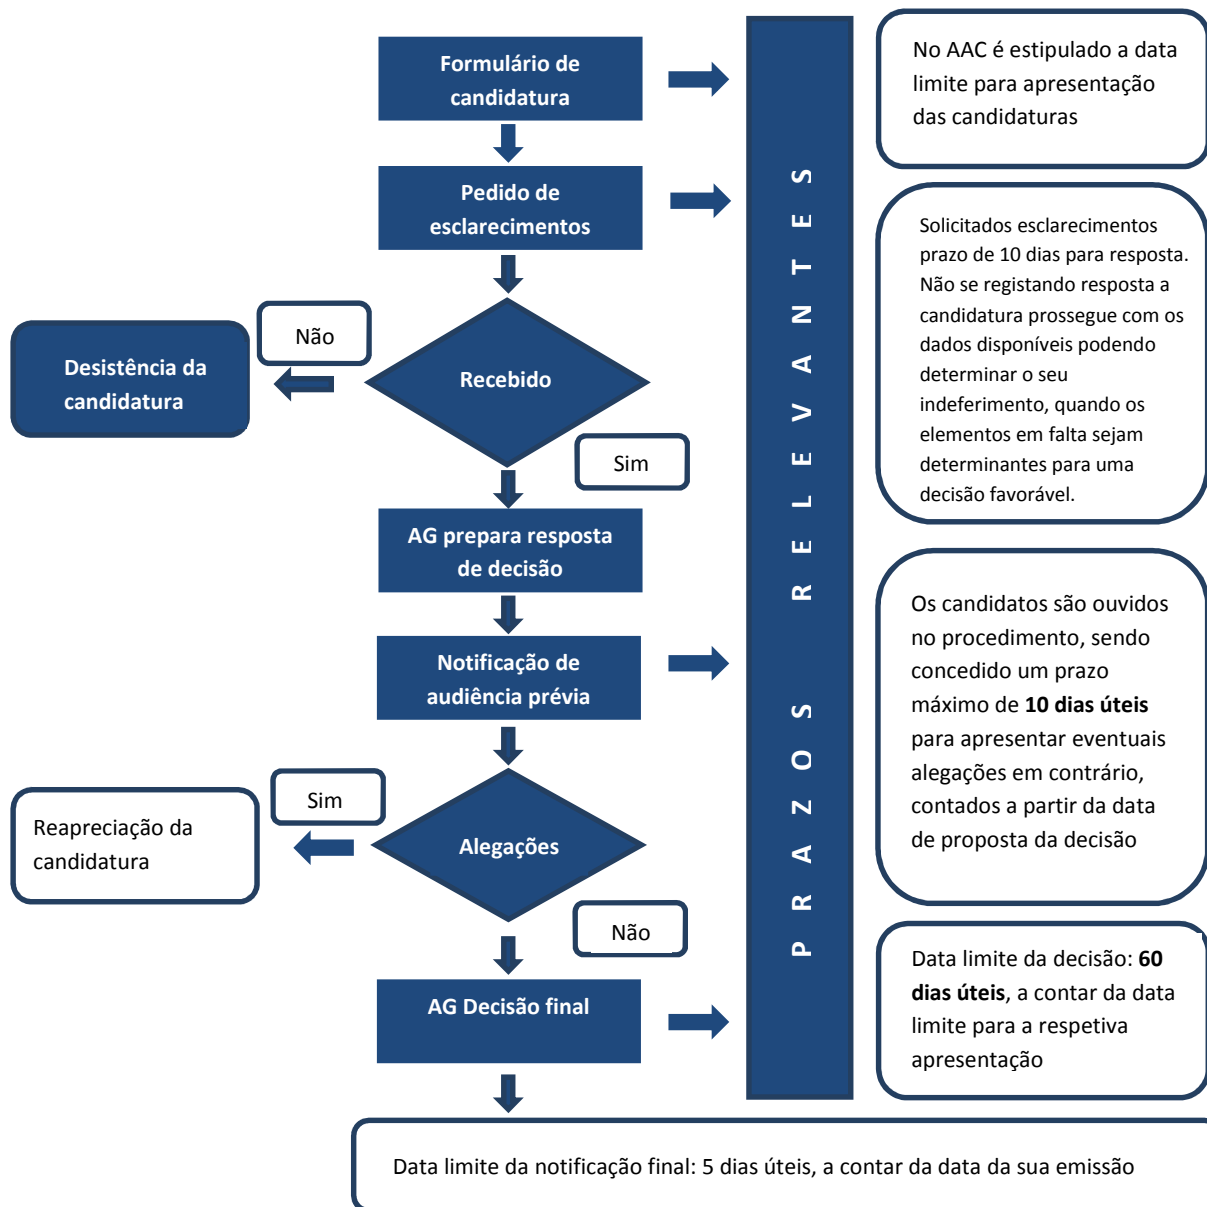 Formulário de
candidatura
No AAC é estipulado a data
limite para apresentação
das candidaturas
Pedido de
esclarecimentos
Solicitados esclarecimentos
prazo de 10 dias para resposta.
Não se registando resposta a
candidatura prossegue com os
dados disponíveis podendo
determinar o seu
indeferimento, quando os
elementos em falta sejam
determinantes para uma
decisão favorável.
Não
Desistência da
candidatura
Recebido
Sim
AG prepara resposta
de decisão
Notificação de
audiência prévia
Os candidatos são ouvidos
no procedimento, sendo
concedido um prazo
máximo de 10 dias úteis
para apresentar eventuais
alegações em contrário,
contados a partir da data
de proposta da decisão
Sim
Reapreciação da
candidatura
Alegações
Não
AG Decisão final
Data limite da decisão: 60
dias úteis, a contar da data
limite para a respetiva
apresentação
PRAZOS RELEVANTES
Data limite da notificação final: 5 dias úteis, a contar da data da sua emissão